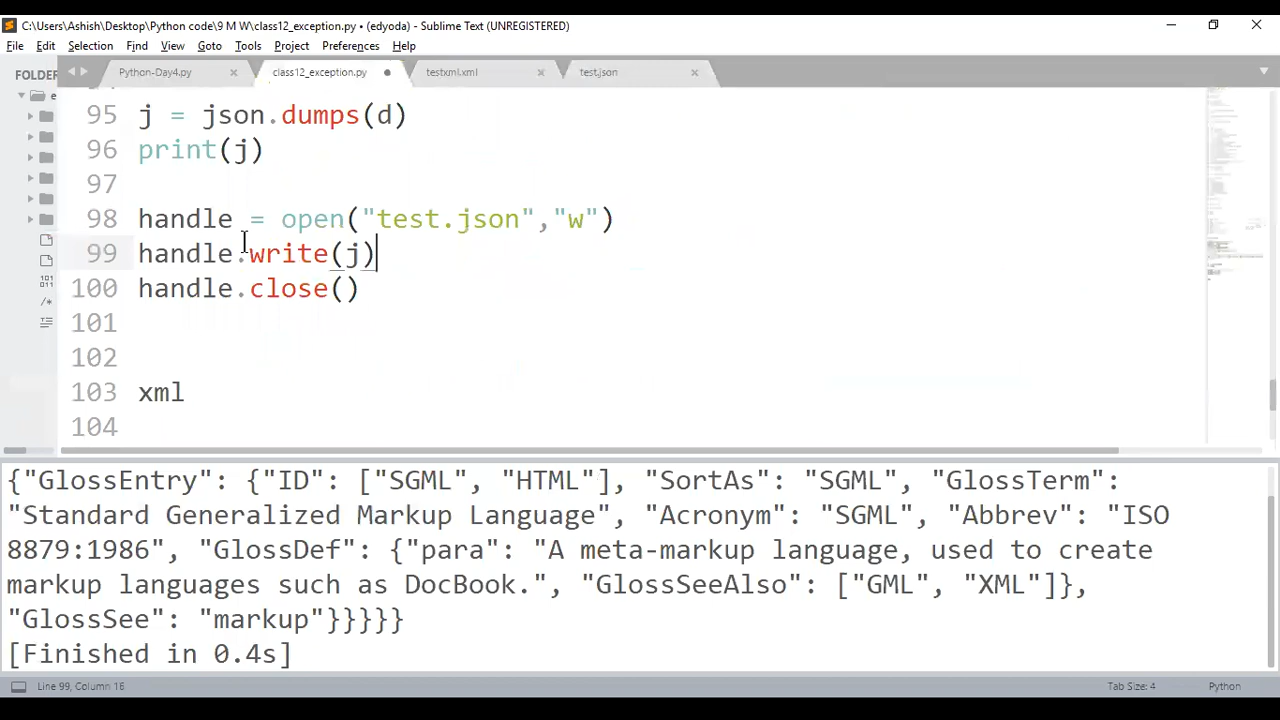 C:\Users\Ashish\Desktop\Python code\9 M W\class12_exception.py • (edyoda) - Sublime Text (UNREGISTERED)
File Edit Selection Find View Goto Tools Project Preferences Help
FOLDER
Python-Day4.py class12_exception.py testxml.xml test.json
95 j = json.dumps(d)
96 print(j)
97
98 handle = open("test.json","w")
99 handle.write(j)
100 handle.close()
101
102
103 xml
104
{"GlossEntry": {"ID": ["SGML", "HTML"], "SortAs": "SGML", "GlossTerm":
"Standard Generalized Markup Language", "Acronym": "SGML", "Abbrev": "ISO
8879:1986", "GlossDef": {"para": "A meta-markup language, used to create
markup languages such as DocBook.", "GlossSeeAlso": ["GML", "XML"]},
"GlossSee": "markup"}}}}}
[Finished in 0.4s]
Line 99, Column 16 Tab Size: 4 Python